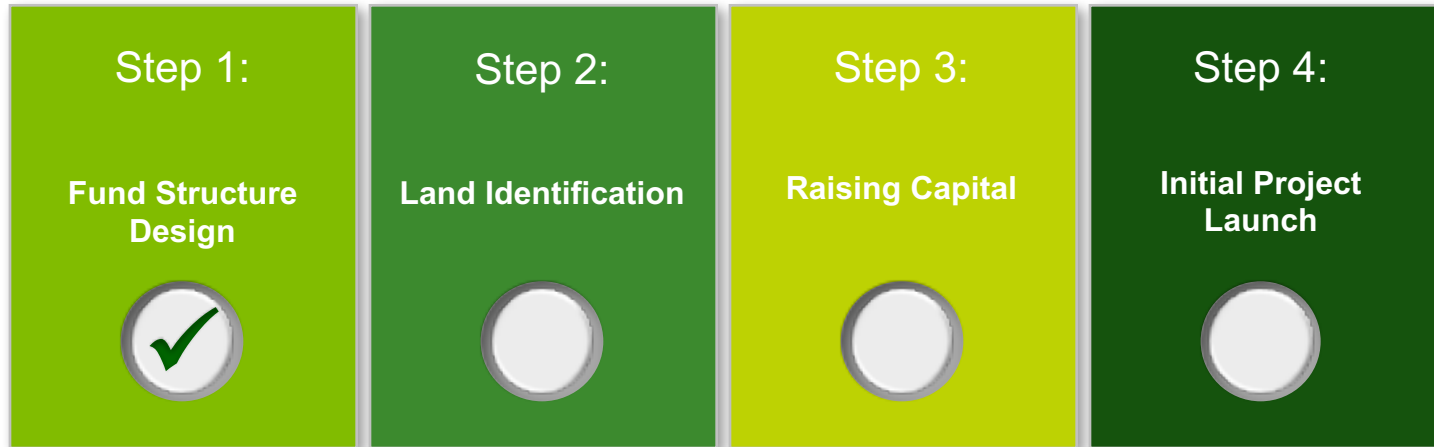 Step 1:
Fund Structure
Design
Step 2:
Land Identification
Step 3:
Raising Capital
Step 4:
Initial Project
Launch